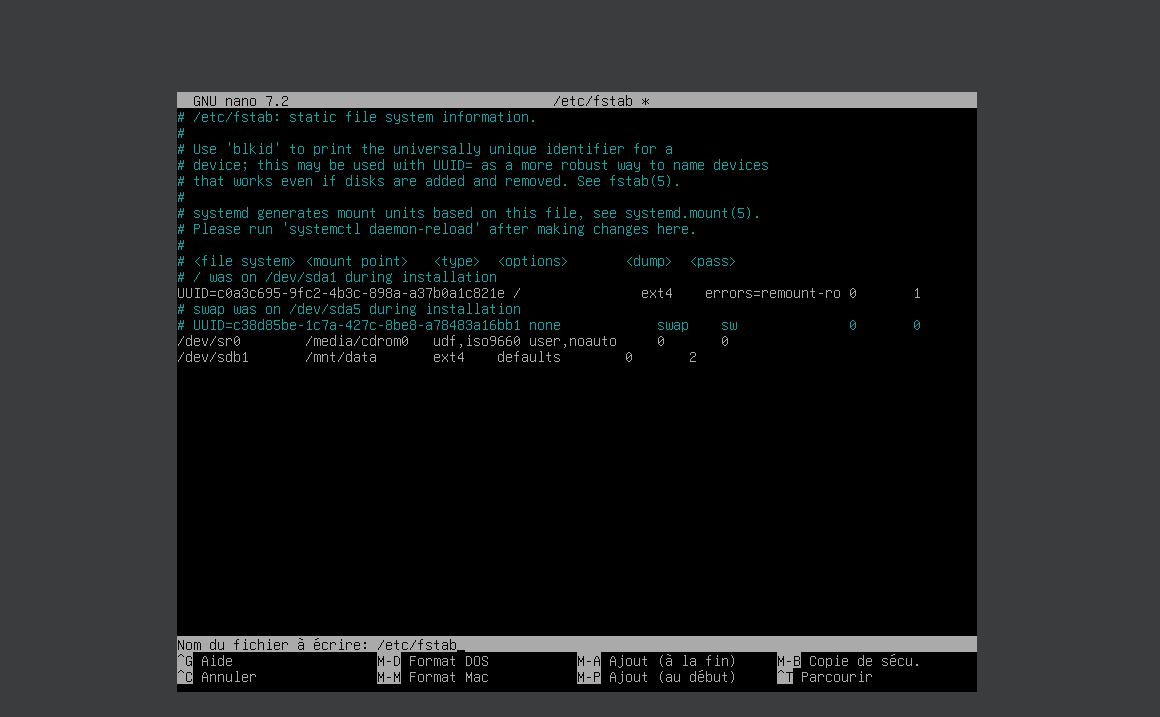 GNU nano 7.2 /etc/fstab *
# /etc/fstab: static file system information.
#
# Use 'blkid' to print the universally unique identifier for a
# device; this may be used with UUID= as a more robust way to name devices
# that works even if disks are added and removed. See fstab(5).
#
# systemd generates mount units based on this file, see systemd.mount(5).
# Please run 'systemctl daemon-reload' after making changes here.
#
# <file system> <mount point>   <type>  <options>       <dump>  <pass>
# / was on /dev/sda1 during installation
UUID=c0a3c695-9fc2-4b3c-898a-a37b0a1c821e /               ext4    errors=remount-ro 0       1
# swap was on /dev/sda5 during installation
# UUID=c38d85be-1c7a-427c-8be8-a78483a16bb1 none            swap    sw              0       0
/dev/sr0        /media/cdrom0   udf,iso9660 user,noauto     0       0
/dev/sdb1       /mnt/data       ext4    defaults        0       2
Nom du fichier à écrire: /etc/fstab_
^G Aide M-D Format DOS M-A Ajout (à la fin) M-B Copie de sécu.
^C Annuler M-M Format Mac M-P Ajout (au début) ^T Parcourir